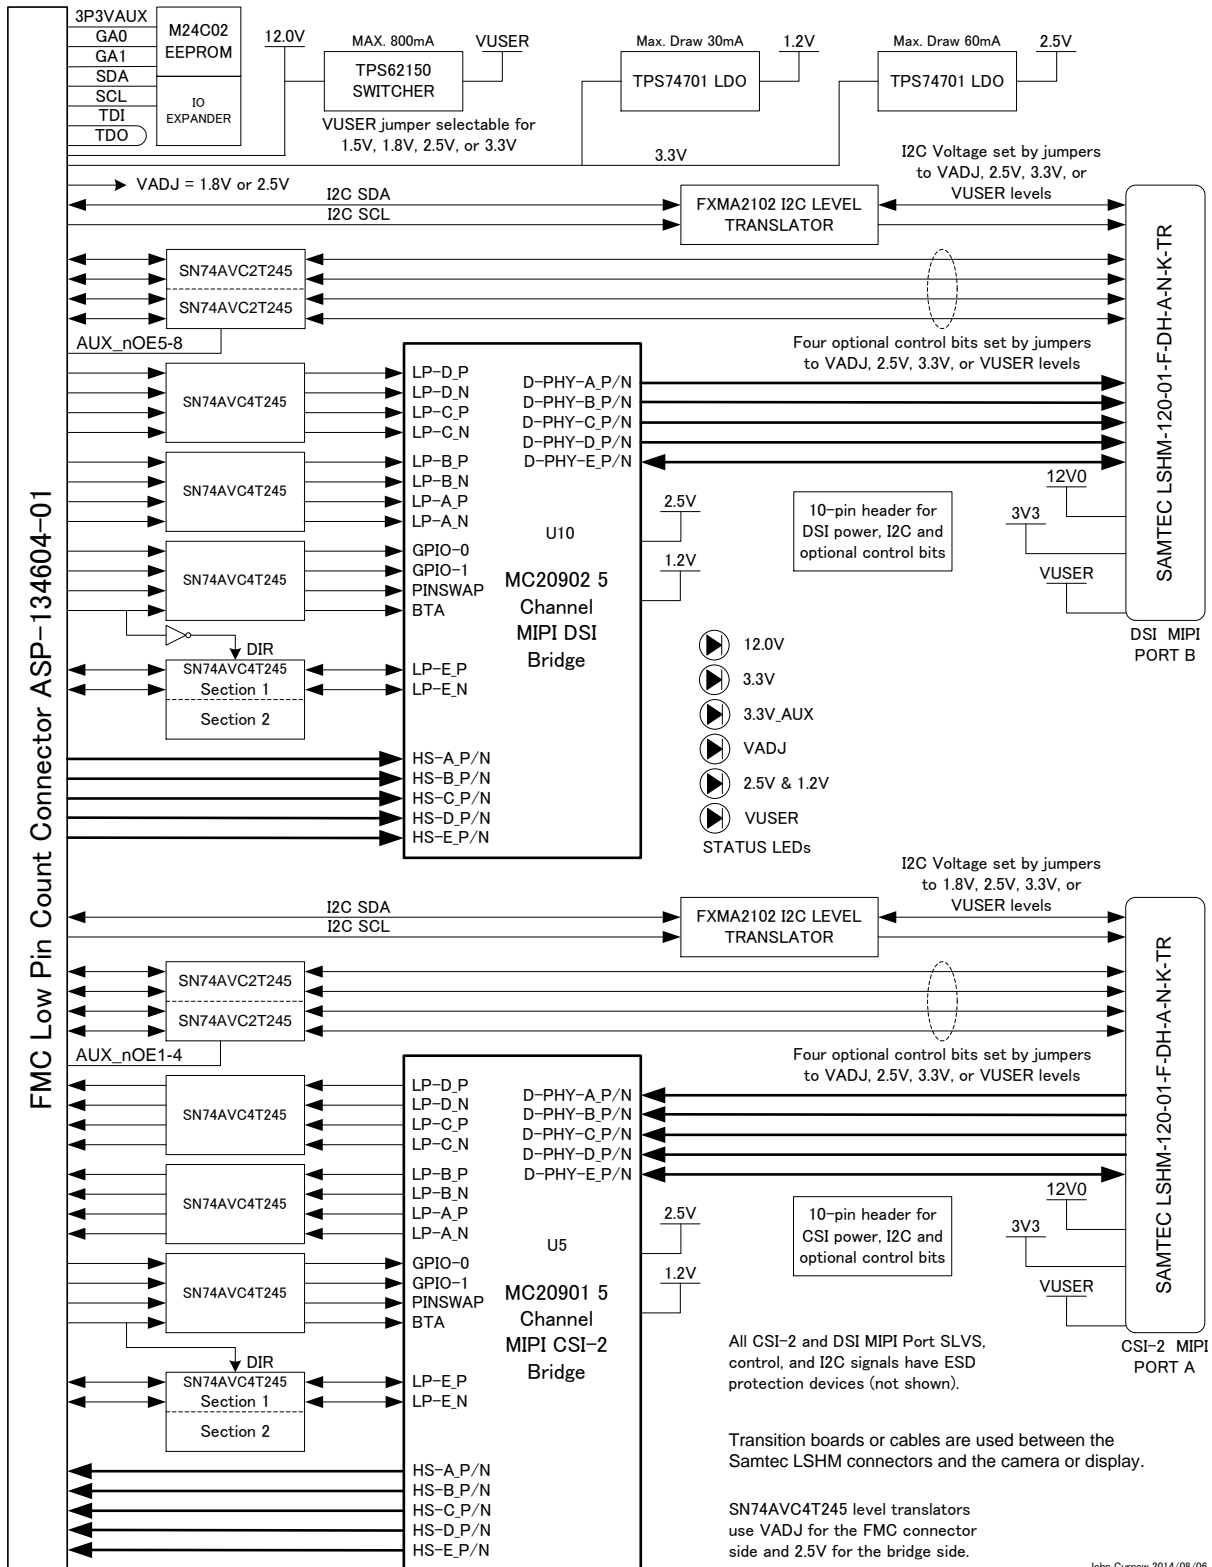 3P3VAUX
GA0
GA1
SDA
SCL
TDI
TDO
M24C02
EEPROM
IO
EXPANDER
12.0V
MAX. 800mA
TPS62150
SWITCHER
VUSER
VUSER jumper selectable for
1.5V, 1.8V, 2.5V, or 3.3V
Max. Draw 30mA
TPS74701 LDO
1.2V
Max. Draw 60mA
TPS74701 LDO
2.5V
3.3V
VADJ = 1.8V or 2.5V
I2C SDA
I2C SCL
FXMA2102 I2C LEVEL
TRANSLATOR
I2C Voltage set by jumpers
to VADJ, 2.5V, 3.3V, or
VUSER levels
SN74AVC2T245
SN74AVC2T245
AUX_nOE5-8
Four optional control bits set by jumpers
to VADJ, 2.5V, 3.3V, or VUSER levels
FMC Low Pin Count Connector ASP-134604-01
SAMTEC LSHM-120-01-F-DH-A-N-K-TR
SN74AVC4T245
LP-D_P
LP-D_N
LP-C_P
LP-C_N
SN74AVC4T245
LP-B_P
LP-B_N
LP-A_P
LP-A_N
SN74AVC4T245
GPIO-0
GPIO-1
PINSWAP
BTA
DIR
SN74AVC4T245
Section 1
Section 2
LP-E_P
LP-E_N
HS-A_P/N
HS-B_P/N
HS-C_P/N
HS-D_P/N
HS-E_P/N
D-PHY-A_P/N
D-PHY-B_P/N
D-PHY-C_P/N
D-PHY-D_P/N
D-PHY-E_P/N
U10
MC20902 5
Channel
MIPI DSI
Bridge
2.5V
1.2V
10-pin header for
DSI power, I2C and
optional control bits
12V0
3V3
VUSER
DSI MIPI
PORT B
12.0V
3.3V
3.3V_AUX
VADJ
2.5V & 1.2V
VUSER
STATUS LEDs
I2C SDA
I2C SCL
FXMA2102 I2C LEVEL
TRANSLATOR
I2C Voltage set by jumpers
to 1.8V, 2.5V, 3.3V, or
VUSER levels
SN74AVC2T245
SN74AVC2T245
AUX_nOE1-4
Four optional control bits set by jumpers
to VADJ, 2.5V, 3.3V, or VUSER levels
SAMTEC LSHM-120-01-F-DH-A-N-K-TR
SN74AVC4T245
LP-D_P
LP-D_N
LP-C_P
LP-C_N
SN74AVC4T245
LP-B_P
LP-B_N
LP-A_P
LP-A_N
SN74AVC4T245
GPIO-0
GPIO-1
PINSWAP
BTA
DIR
SN74AVC4T245
Section 1
Section 2
LP-E_P
LP-E_N
HS-A_P/N
HS-B_P/N
HS-C_P/N
HS-D_P/N
HS-E_P/N
D-PHY-A_P/N
D-PHY-B_P/N
D-PHY-C_P/N
D-PHY-D_P/N
D-PHY-E_P/N
U5
MC20901 5
Channel
MIPI CSI-2
Bridge
2.5V
1.2V
10-pin header for
CSI power, I2C and
optional control bits
12V0
3V3
VUSER
CSI-2 MIPI
PORT A
All CSI-2 and DSI MIPI Port SLVS,
control, and I2C signals have ESD
protection devices (not shown).
Transition boards or cables are used between the
Samtec LSHM connectors and the camera or display.
SN74AVC4T245 level translators
use VADJ for the FMC connector
side and 2.5V for the bridge side.
John Curnow 2014/08/06